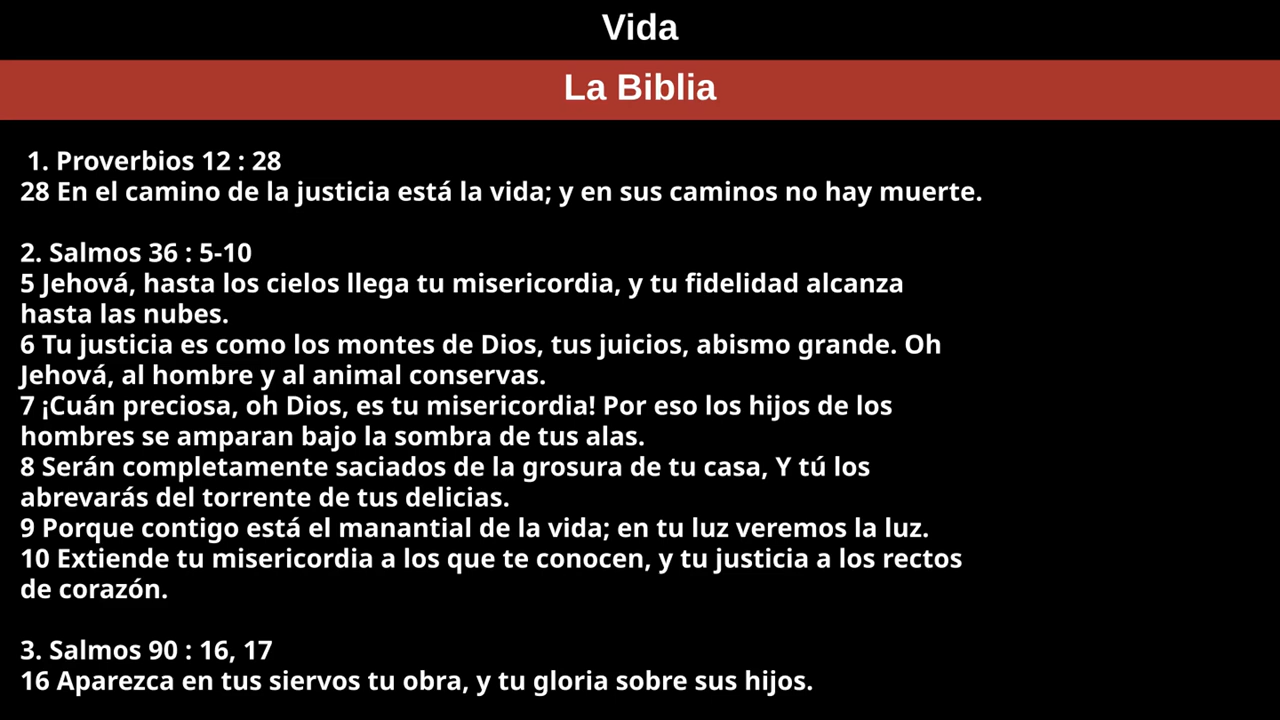 Vida
La Biblia
1. Proverbios 12 : 28
28 En el camino de la justicia está la vida; y en sus caminos no hay muerte.
2. Salmos 36 : 5-10
5 Jehová, hasta los cielos llega tu misericordia, y tu fidelidad alcanza
hasta las nubes.
6 Tu justicia es como los montes de Dios, tus juicios, abismo grande. Oh
Jehová, al hombre y al animal conservas.
7 ¡Cuán preciosa, oh Dios, es tu misericordia! Por eso los hijos de los
hombres se amparan bajo la sombra de tus alas.
8 Serán completamente saciados de la grosura de tu casa, Y tú los
abrevarás del torrente de tus delicias.
9 Porque contigo está el manantial de la vida; en tu luz veremos la luz.
10 Extiende tu misericordia a los que te conocen, y tu justicia a los rectos
de corazón.
3. Salmos 90 : 16, 17
16 Aparezca en tus siervos tu obra, y tu gloria sobre sus hijos.